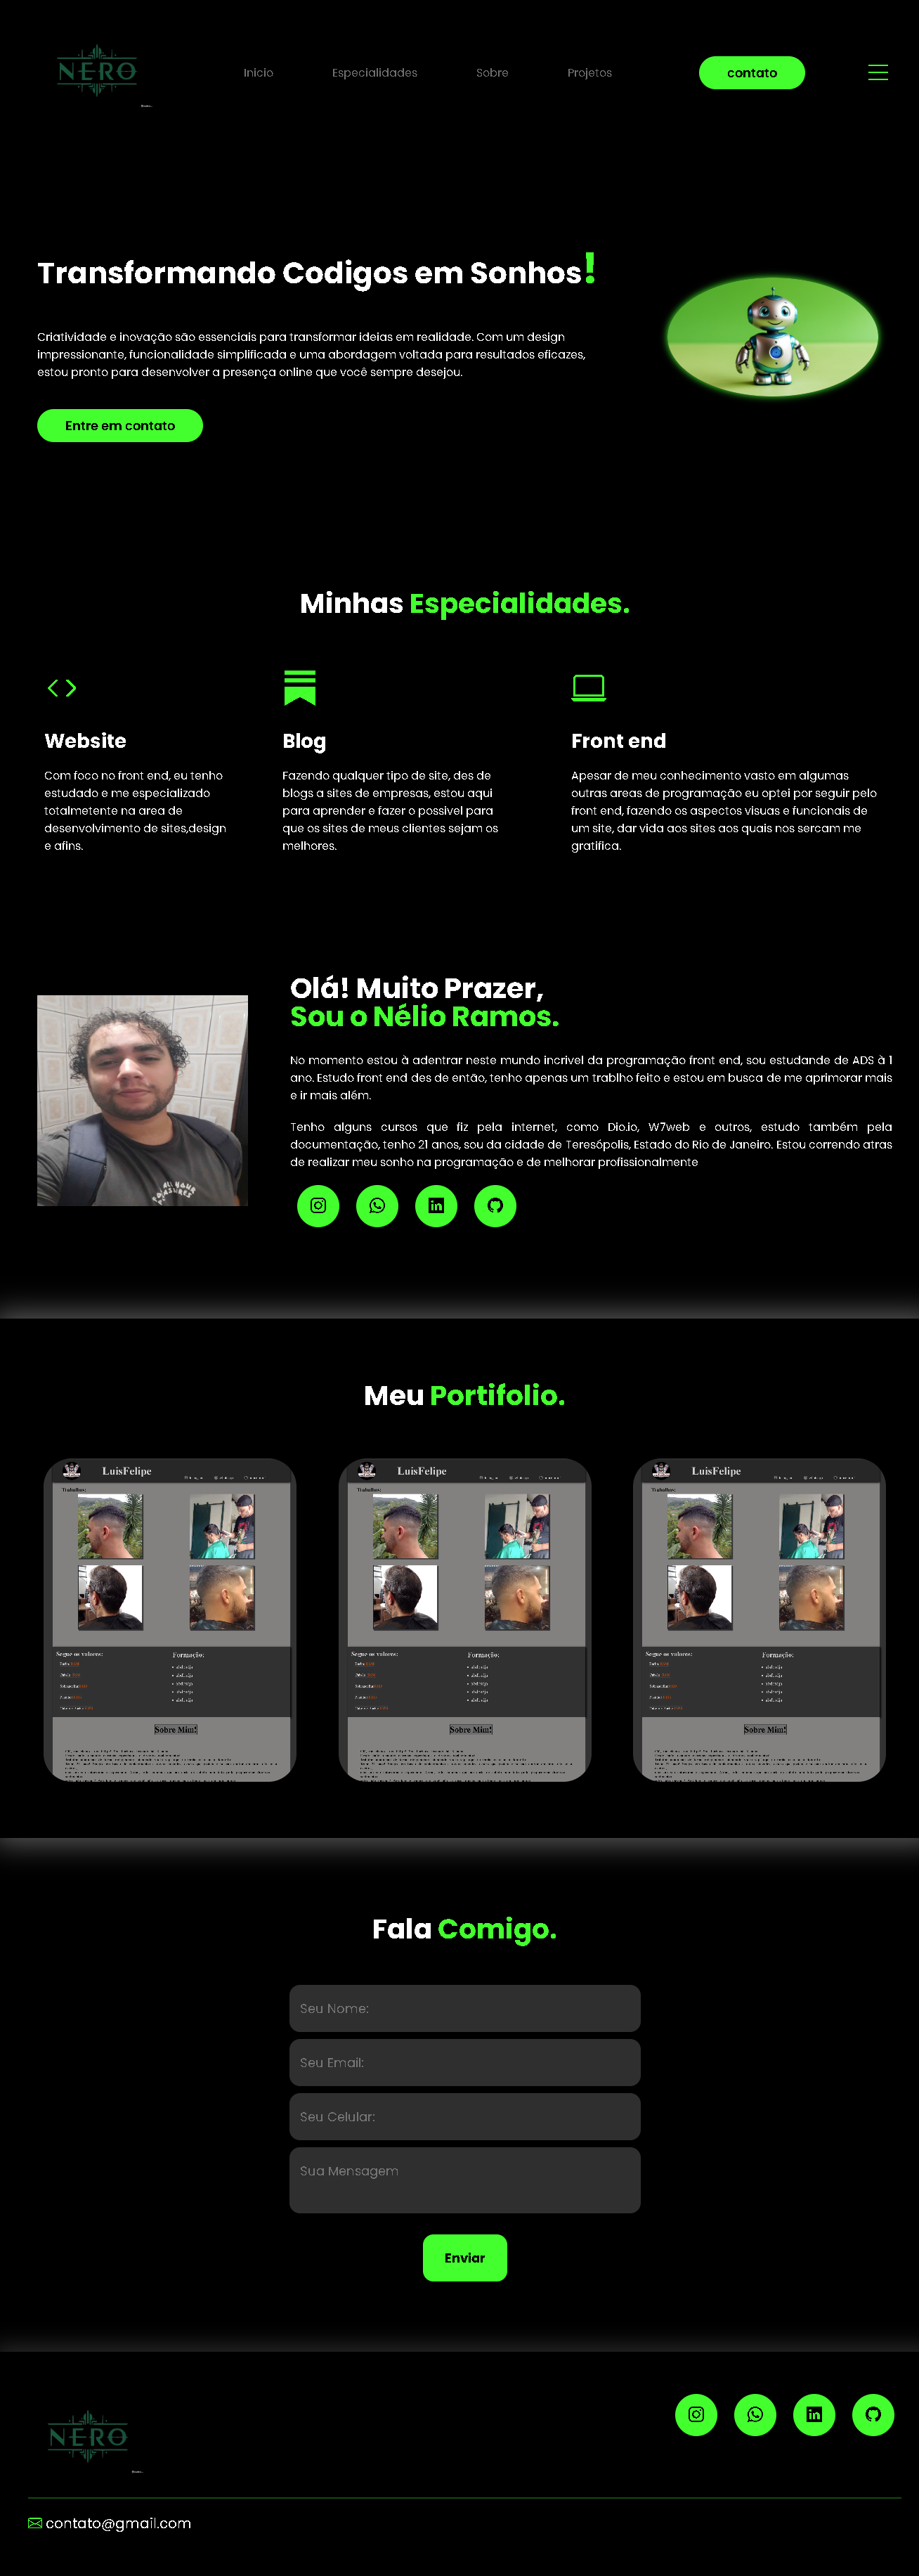 NERO
Inicio
Especialidades
Sobre
Projetos
contato
Transformando Codigos em Sonhos!
Criatividade e inovação são essenciais para transformar ideias em realidade. Com um design
impressionante, funcionalidade simplificada e uma abordagem voltada para resultados eficazes,
estou pronto para desenvolver a presença online que você sempre desejou.
Entre em contato
Minhas Especialidades.
Website
Com foco no front end, eu tenho
estudado e me especializado
totalmetente na area de
desenvolvimento de sites,design
e afins.
Blog
Fazendo qualquer tipo de site, des de
blogs a sites de empresas, estou aqui
para aprender e fazer o possivel para
que os sites de meus clientes sejam os
melhores.
Front end
Apesar de meu conhecimento vasto em algumas
outras areas de programação eu optei por seguir pelo
front end, fazendo os aspectos visuas e funcionais de
um site, dar vida aos sites aos quais nos sercam me
gratifica.
Olá! Muito Prazer,
Sou o Nélio Ramos.
No momento estou à adentrar neste mundo incrivel da programação front end, sou estudande de ADS à 1
ano. Estudo front end des de então, tenho apenas um trablho feito e estou em busca de me aprimorar mais
e ir mais além.
Tenho alguns cursos que fiz pela internet, como Dio.io, W7web e outros, estudo também pela
documentação, tenho 21 anos, sou da cidade de Teresópolis, Estado do Rio de Janeiro. Estou correndo atras
de realizar meu sonho na programação e de melhorar profissionalmente
Meu Portifolio.
LuisFelipe
Trabalhos:
Segue os valores:
Formação:
Sobre Mim!
LuisFelipe
Trabalhos:
Segue os valores:
Formação:
Sobre Mim!
LuisFelipe
Trabalhos:
Segue os valores:
Formação:
Sobre Mim!
Fala Comigo.
Seu Nome:
Seu Email:
Seu Celular:
Sua Mensagem
Enviar
NERO
contato@gmail.com